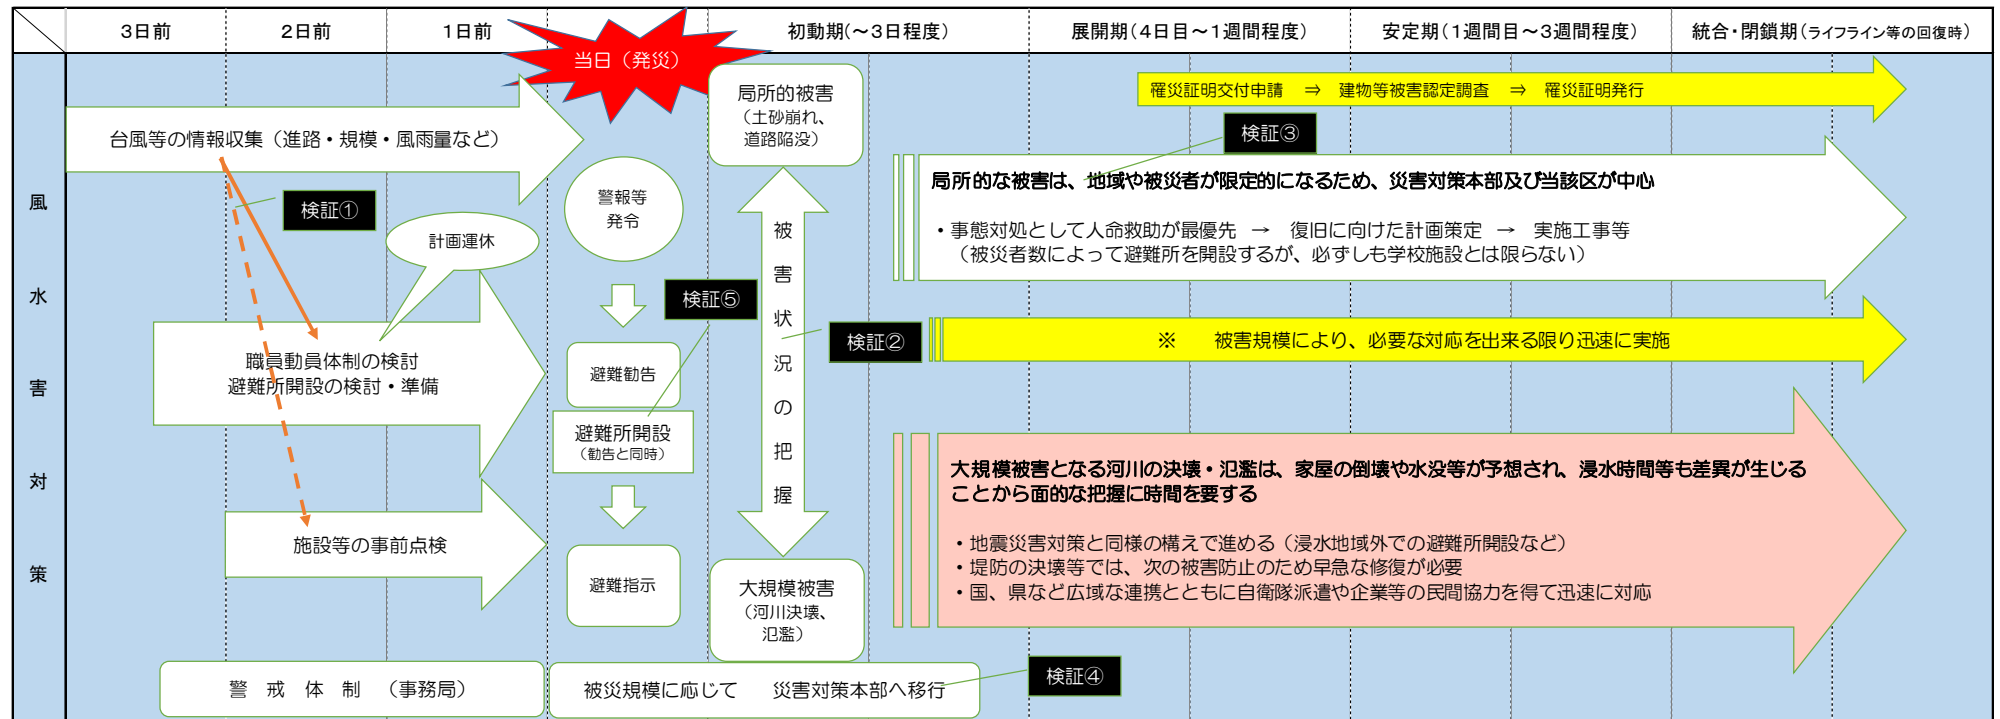 3日前
2日前
1日前
当日（発災）
初動期（～3日程度）
展開期（4日目～1週間程度）
安定期（1週間目～3週間程度）
統合・閉鎖期（ライフライン等の回復時）
風水害対策
台風等の情報収集（進路・規模・風雨量など）
検証①
計画運休
職員動員体制の検討
避難所開設の検討・準備
施設等の事前点検
警戒体制（事務局）
警報等
発令
避難勧告
避難所開設
（勧告と同時）
避難指示
検証⑤
局所的被害
（土砂崩れ、
道路陥没）
被害状況の把握
検証②
大規模被害
（河川決壊、
氾濫）
被災規模に応じて　災害対策本部へ移行
検証④
罹災証明交付申請　⇒　建物等被害認定調査　⇒　罹災証明発行
検証③
局所的な被害は、地域や被災者が限定的になるため、災害対策本部及び当該区が中心
・事態対処として人命救助が最優先　→　復旧に向けた計画策定　→　実施工事等
（被災者数によって避難所を開設するが、必ずしも学校施設とは限らない）
※　被害規模により、必要な対応を出来る限り迅速に実施
大規模被害となる河川の決壊・氾濫は、家屋の倒壊や水没等が予想され、浸水時間等も差異が生じる
ことから面的な把握に時間を要する
・地震災害対策と同様の構えで進める（浸水地域外での避難所開設など）
・堤防の決壊等では、次の被害防止のため早急な修復が必要
・国、県など広域な連携とともに自衛隊派遣や企業等の民間協力を得て迅速に対応